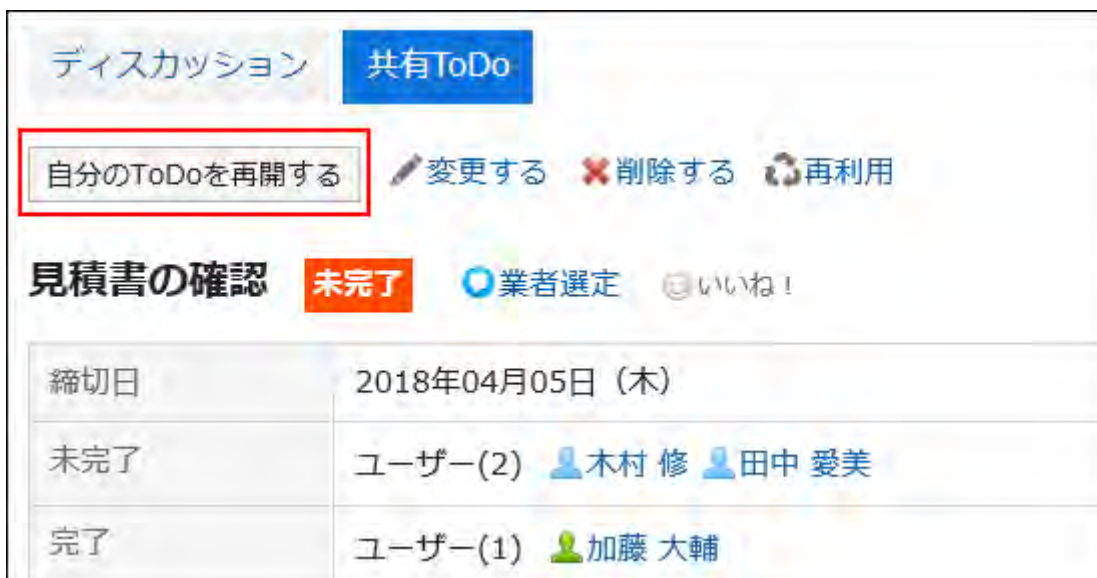 ディスカッション 共有ToDo
自分のToDoを再開する 変更する 削除する 再利用
見積書の確認 未完了 業者選定 いいね！
締切日 2018年04月05日（木）
未完了 ユーザー(2) 木村 修 田中 愛美
完了 ユーザー(1) 加藤 大輔